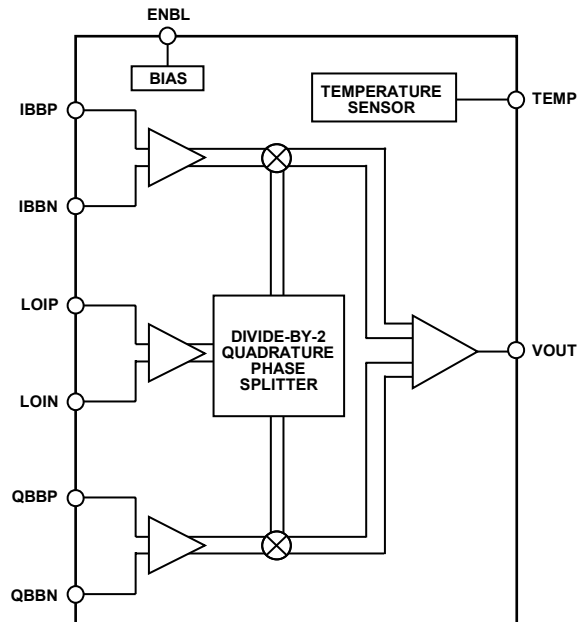 ENBL
BIAS
TEMPERATURE
SENSOR
TEMP
IBBP
IBBN
LOIP
DIVIDE-BY-2
QUADRATURE
PHASE
SPLITTER
VOUT
LOIN
QBBP
QBBN